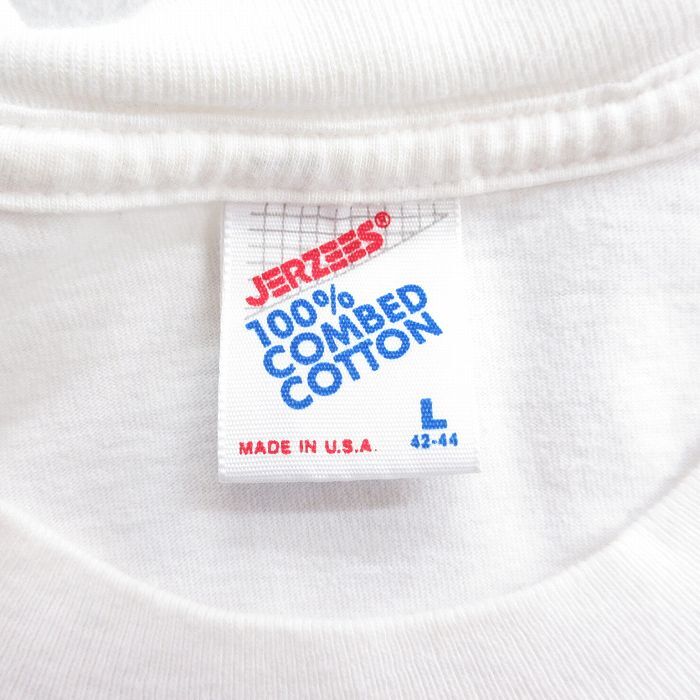 JERZEES®
100%
COMBED
COTTON
L
MADE IN U.S.A.
42-44